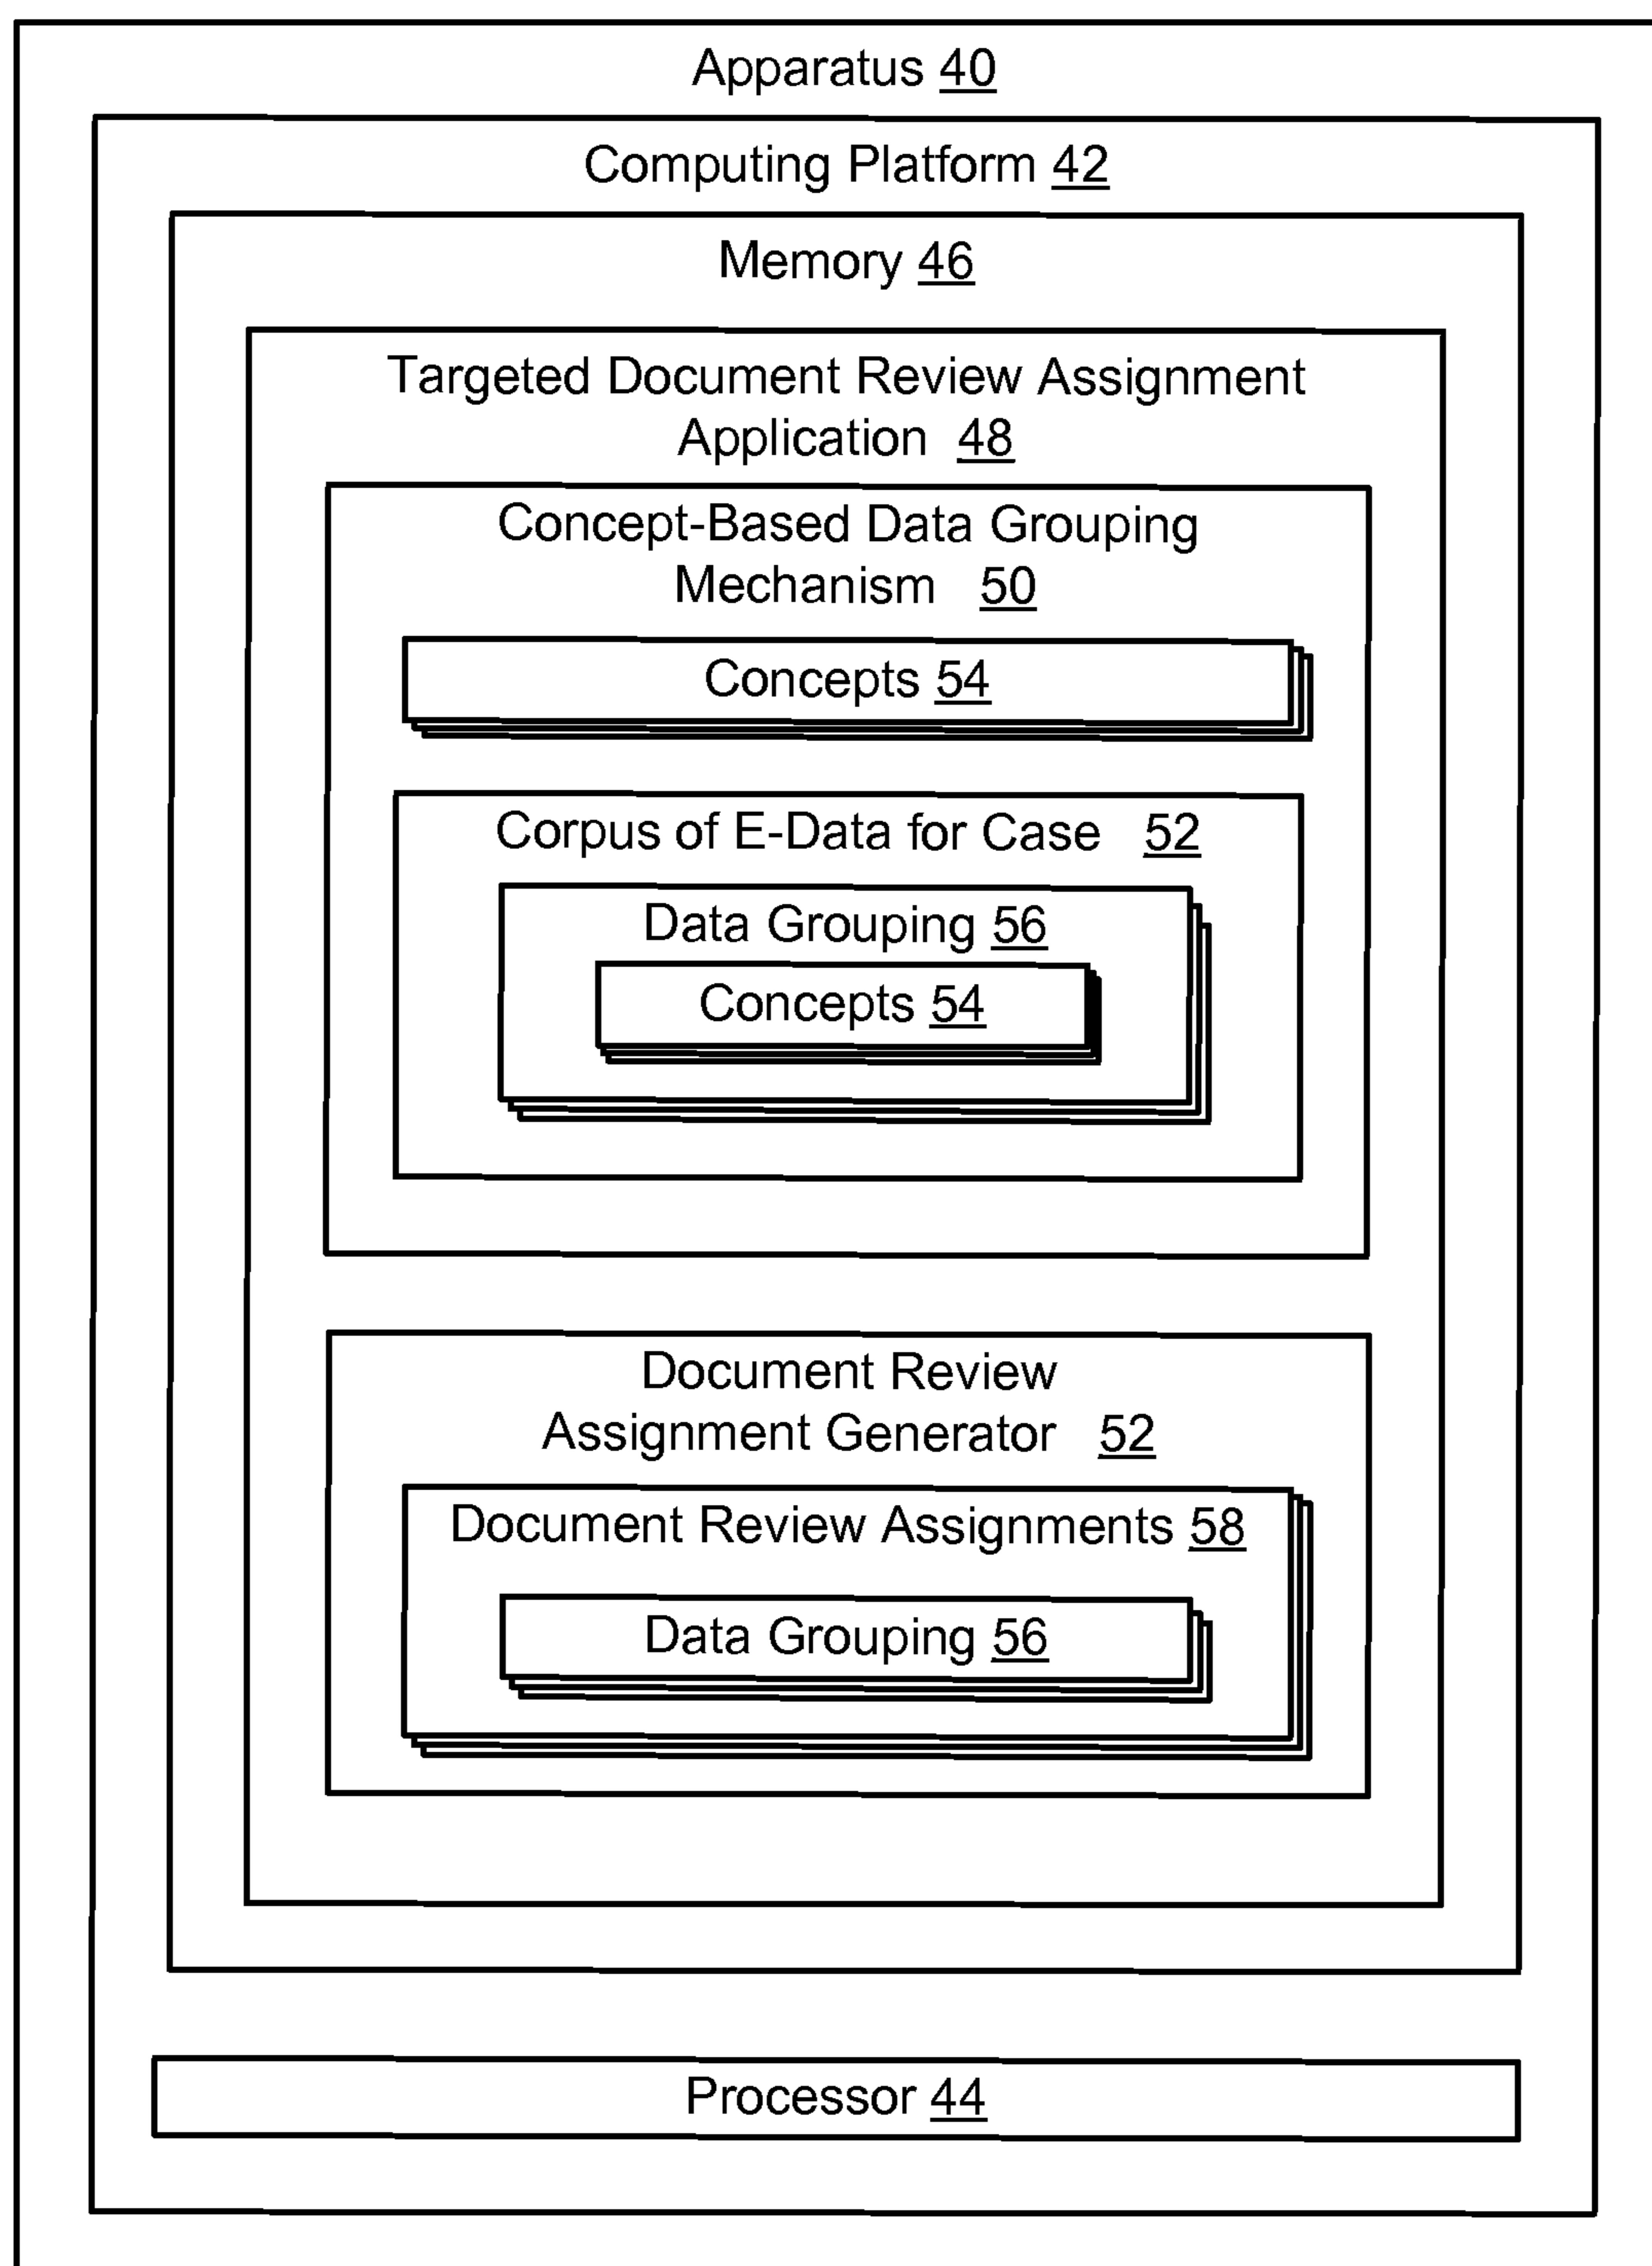 Apparatus 40
Computing Platform 42
Memory 46
Targeted Document Review Assignment
Application 48
Concept-Based Data Grouping
Mechanism 50
Concepts 54
Corpus of E-Data for Case 52
Data Grouping 56
Concepts 54
Document Review
Assignment Generator 52
Document Review Assignments 58
Data Grouping 56
Processor 44